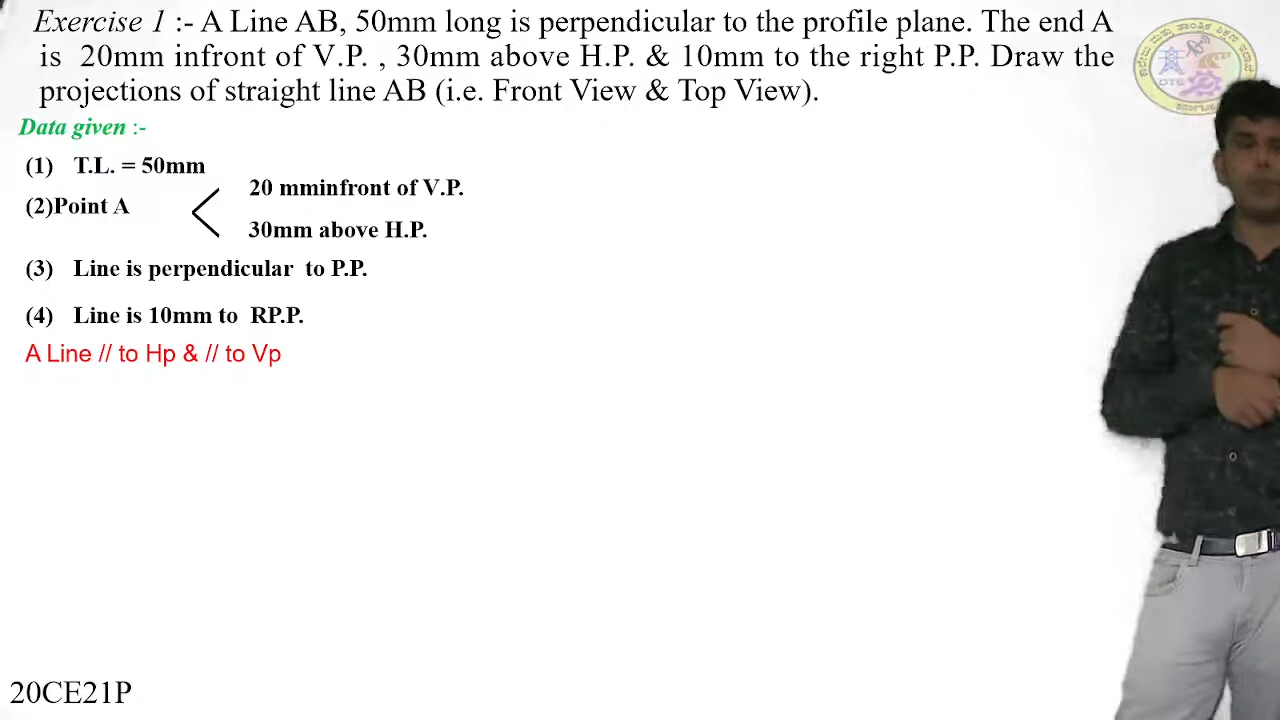 Exercise 1 :- A Line AB, 50mm long is perpendicular to the profile plane. The end A
is 20mm infront of V.P. , 30mm above H.P. & 10mm to the right P.P. Draw the
projections of straight line AB (i.e. Front View & Top View).
Data given :-
(1) T.L. = 50mm
20 mminfront of V.P.
(2)Point A
30mm above H.P.
(3) Line is perpendicular to P.P.
(4) Line is 10mm to RP.P.
A Line // to Hp & // to Vp
DTE
20CE21P